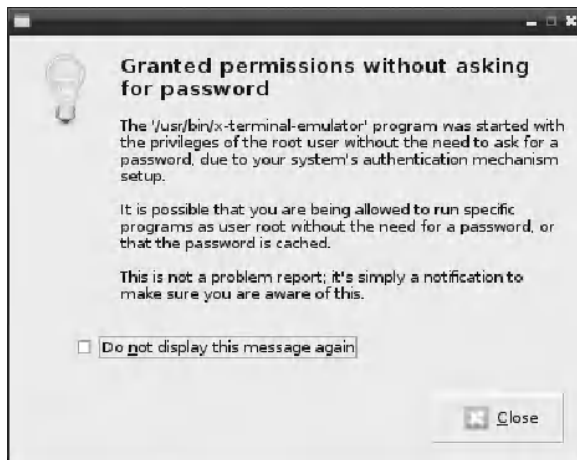 Granted permissions without asking
for password
The '/usr/bin/x-terminal-emulator' program was started with
the privileges of the root user without the need to ask for a
password, due to your system's authentication mechanism
setup.
It is possible that you are being allowed to run specific
programs as user root without the need for a password, or
that the password is cached.
This is not a problem report; it's simply a notification to
make sure you are aware of this.
Do not display this message again
Close